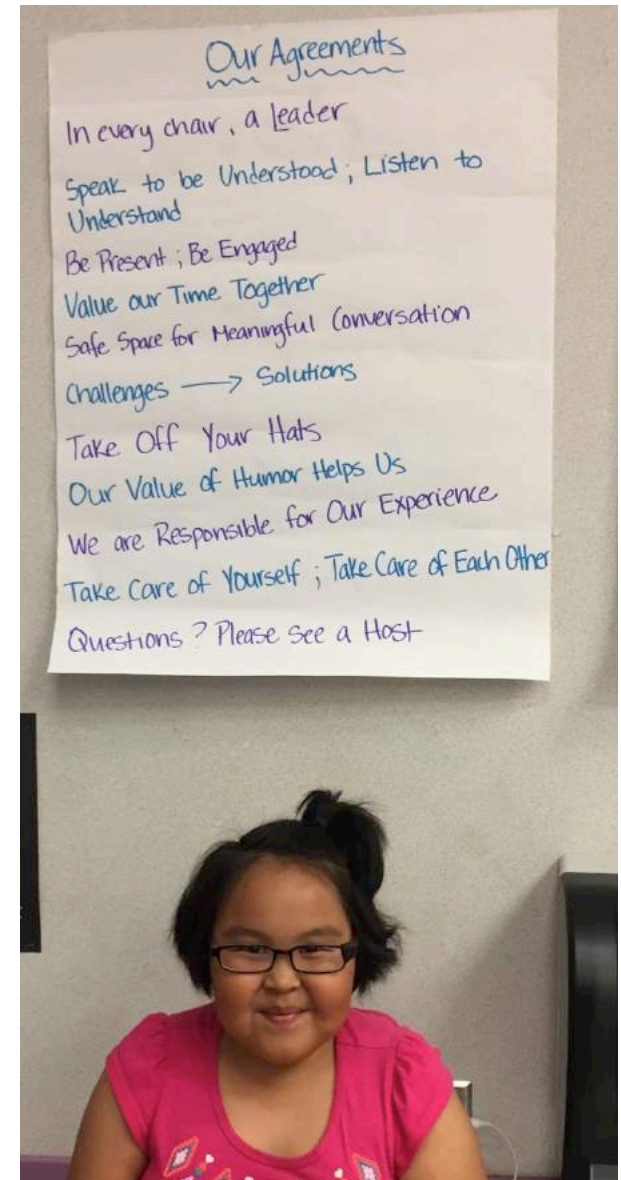 Our Agreements
In every chair, a leader
Speak to be Understood; Listen to
Understand
Be Present; Be Engaged
Value our Time Together
Safe Space for Meaningful Conversation
Challenges → Solutions
Take Off Your Hats
Our Value of Humor Helps Us
We are Responsible for Our Experience
Take Care of Yourself; Take Care of Each Other
Questions? Please see a Host